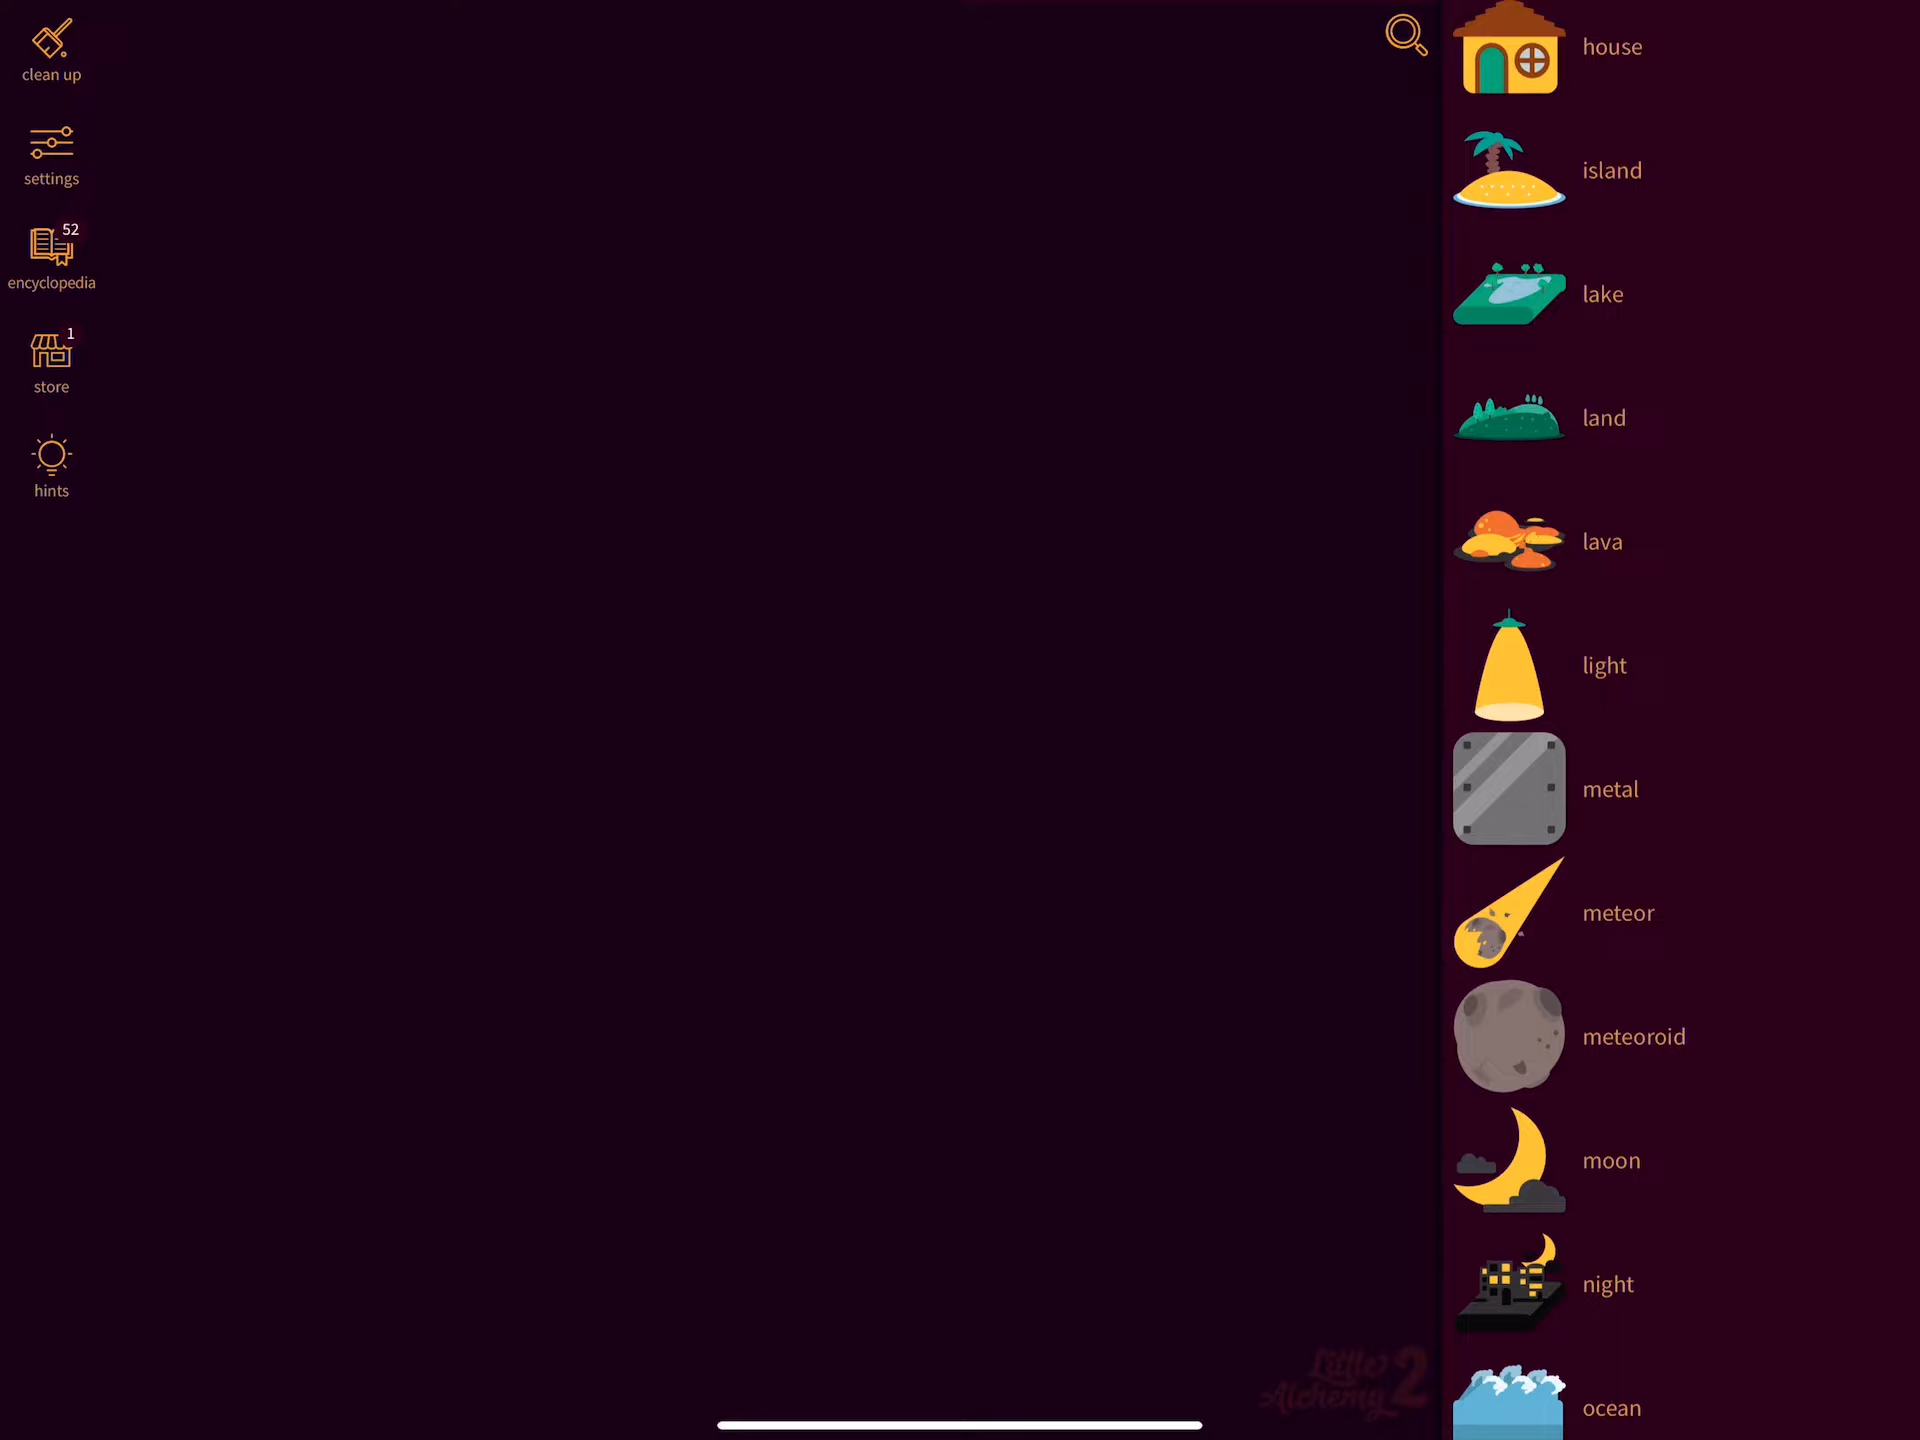 clean up
settings
52
encyclopedia
1
store
hints
house
island
lake
land
lava
light
metal
meteor
meteoroid
moon
night
ocean
Little
Alchemy 2